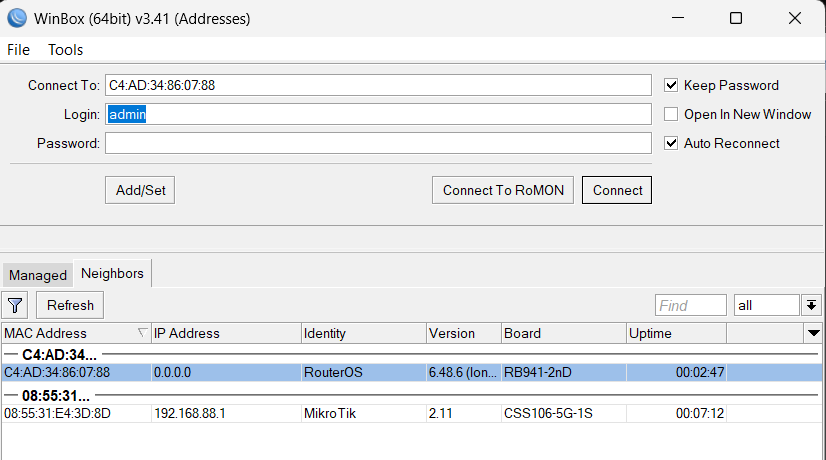 WinBox (64bit) v3.41 (Addresses)
File Tools
Connect To: C4:AD:34:86:07:88 Keep Password
Login: admin Open In New Window
Password: Auto Reconnect
Add/Set Connect To RoMON Connect
Managed Neighbors
Refresh Find all
MAC Address IP Address Identity Version Board Uptime
C4:AD:34...
C4:AD:34:86:07:88 0.0.0.0 RouterOS 6.48.6 (lon... RB941-2nD 00:02:47
08:55:31...
08:55:31:E4:3D:8D 192.168.88.1 MikroTik 2.11 CSS106-5G-1S 00:07:12